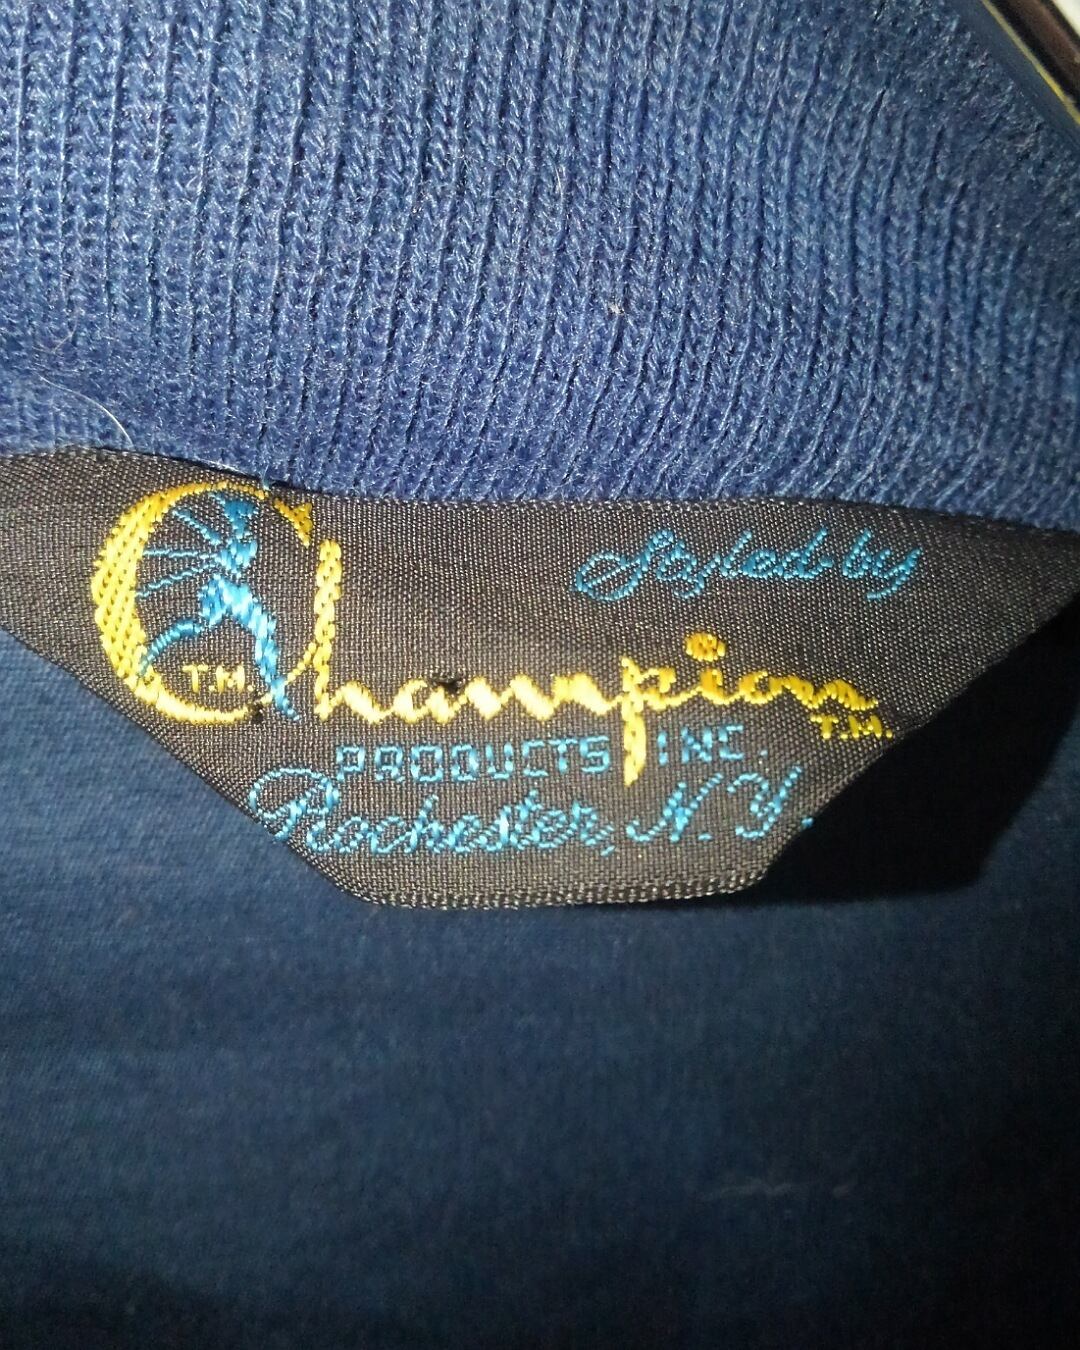 Styled by
Champion T.M.
T.M.
PRODUCTS INC.
Rochester, N.Y.